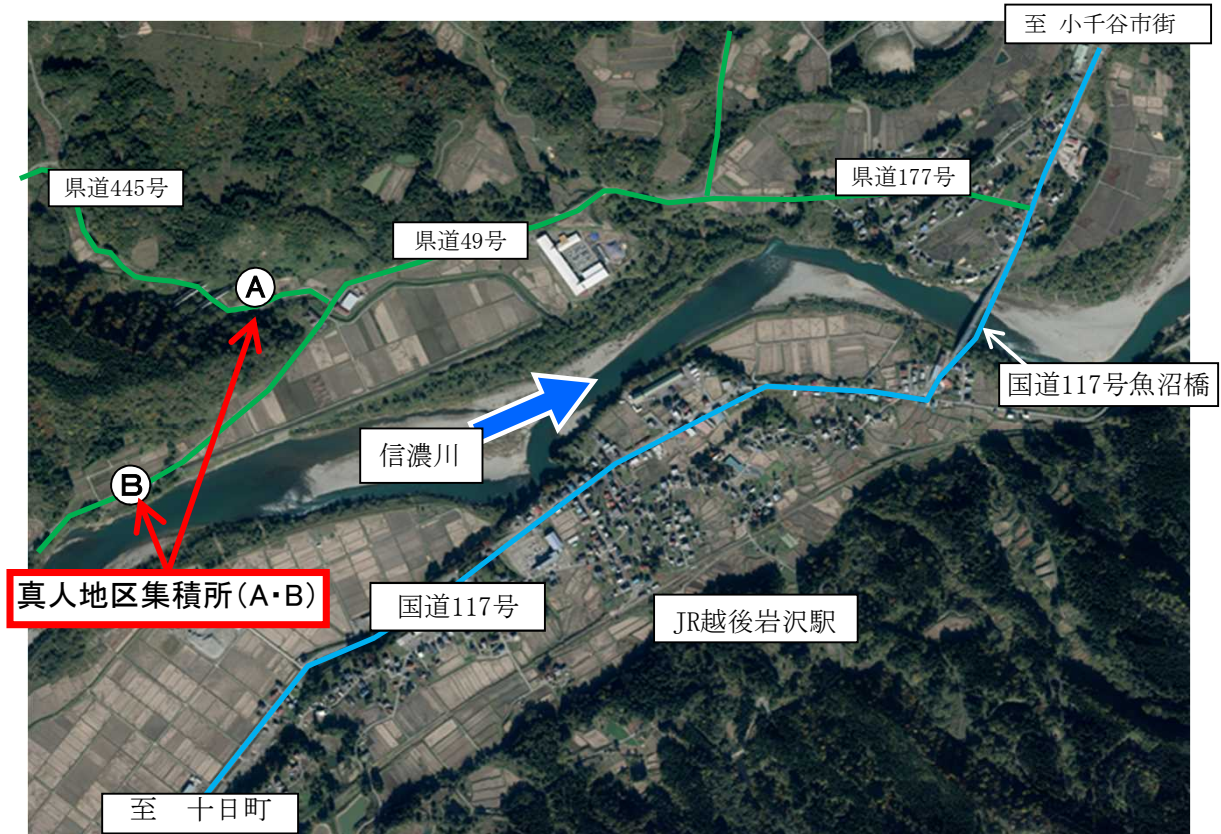 至 小千谷市街
県道445号
県道177号
県道49号
A
国道117号魚沼橋
信濃川
B
真人地区集積所(A・B)
国道117号
JR越後岩沢駅
至 十日町